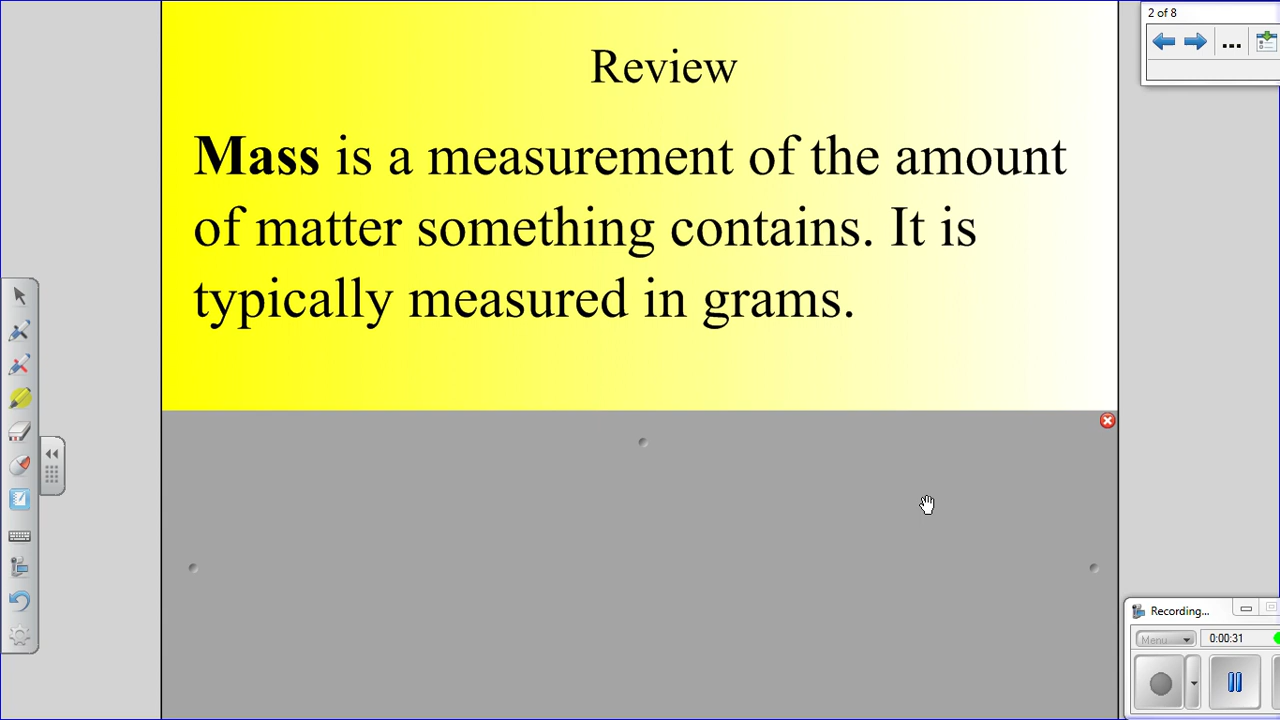 2 of 8
Review
Mass is a measurement of the amount
of matter something contains. It is
typically measured in grams.
Recording...
Menu
0:00:31